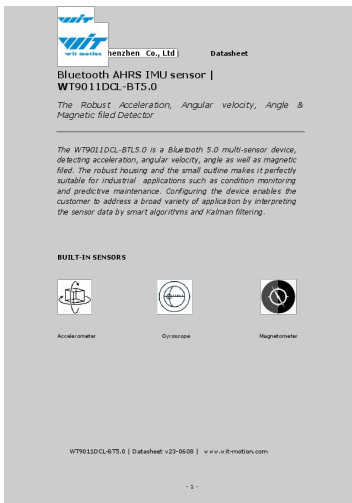 wit
wit
wit motion
henzhen Co., Ltd | Datasheet
Bluetooth AHRS IMU sensor |
WT9011DCL-BT5.0
The Robust Acceleration, Angular velocity, Angle &
Magnetic filed Detector
The WT9011DCL-BTL5.0 is a Bluetooth 5.0 multi-sensor device,
detecting acceleration, angular velocity, angle as well as magnetic
filed. The robust housing and the small outline makes it perfectly
suitable for industrial applications such as condition monitoring
and predictive maintenance. Configuring the device enables the
customer to address a broad variety of application by interpreting
the sensor data by smart algorithms and Kalman filtering.
BUILT-IN SENSORS
Accelerometer Gyroscope Magnetometer
WT9011DCL-BT5.0 | Datasheet v23-0608 | www.wit-motion.com
- 1 -